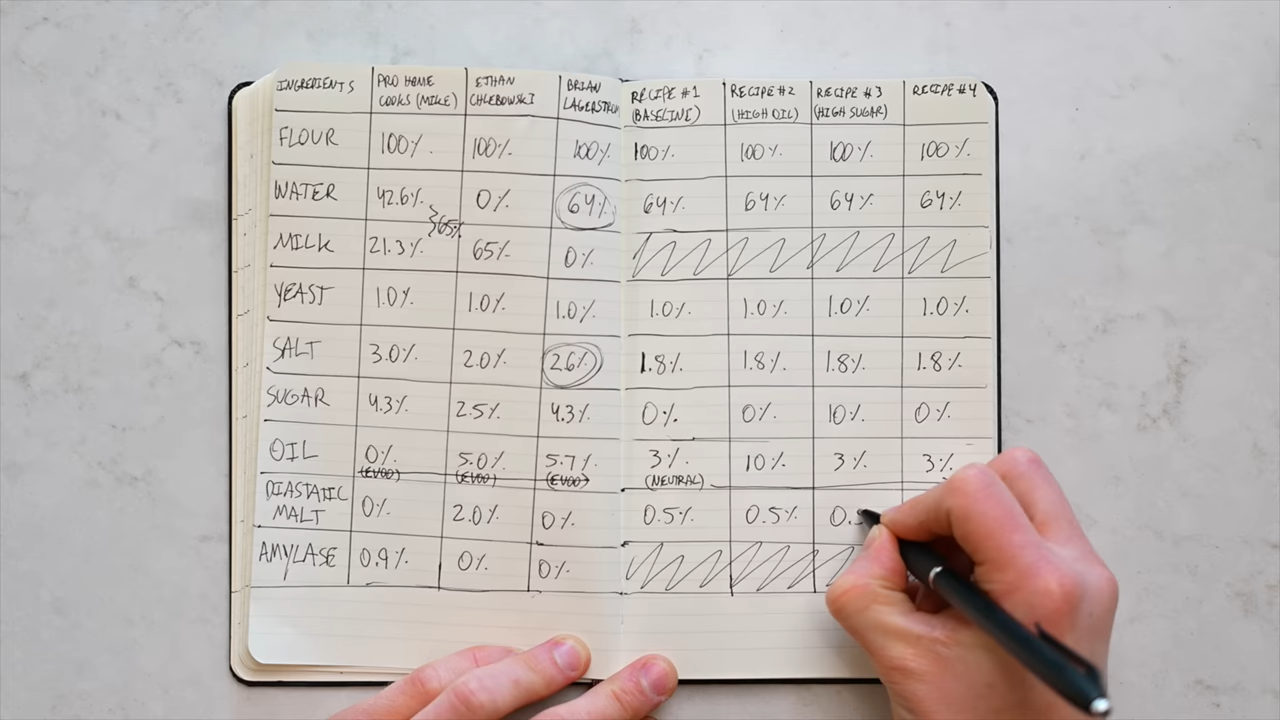 INGREDIENTS PRO HOME COOKS (MIKE) ETHAN CHLEBOWSKI BRIAN LAGERSTROM RECIPE #1 (BASELINE) RECIPE #2 (HIGH OIL) RECIPE #3 (HIGH SUGAR) RECIPE #4
FLOUR 100% 100% 100% 100% 100% 100% 100%
WATER 42.6% 0% 64% 64% 64% 64% 64%
}65%
MILK 21.3% 65% 0%
YEAST 1.0% 1.0% 1.0% 1.0% 1.0% 1.0% 1.0%
SALT 3.0% 2.0% 2.6% 1.8% 1.8% 1.8% 1.8%
SUGAR 4.3% 2.5% 4.3% 0% 0% 10% 0%
OIL 0% 5.0% 5.7% 3% 10% 3% 3%
(EVOO) (EVOO) (EVOO) (NEUTRAL)
DIASTATIC MALT 0% 2.0% 0% 0.5% 0.5% 0.5
AMYLASE 0.9% 0% 0%